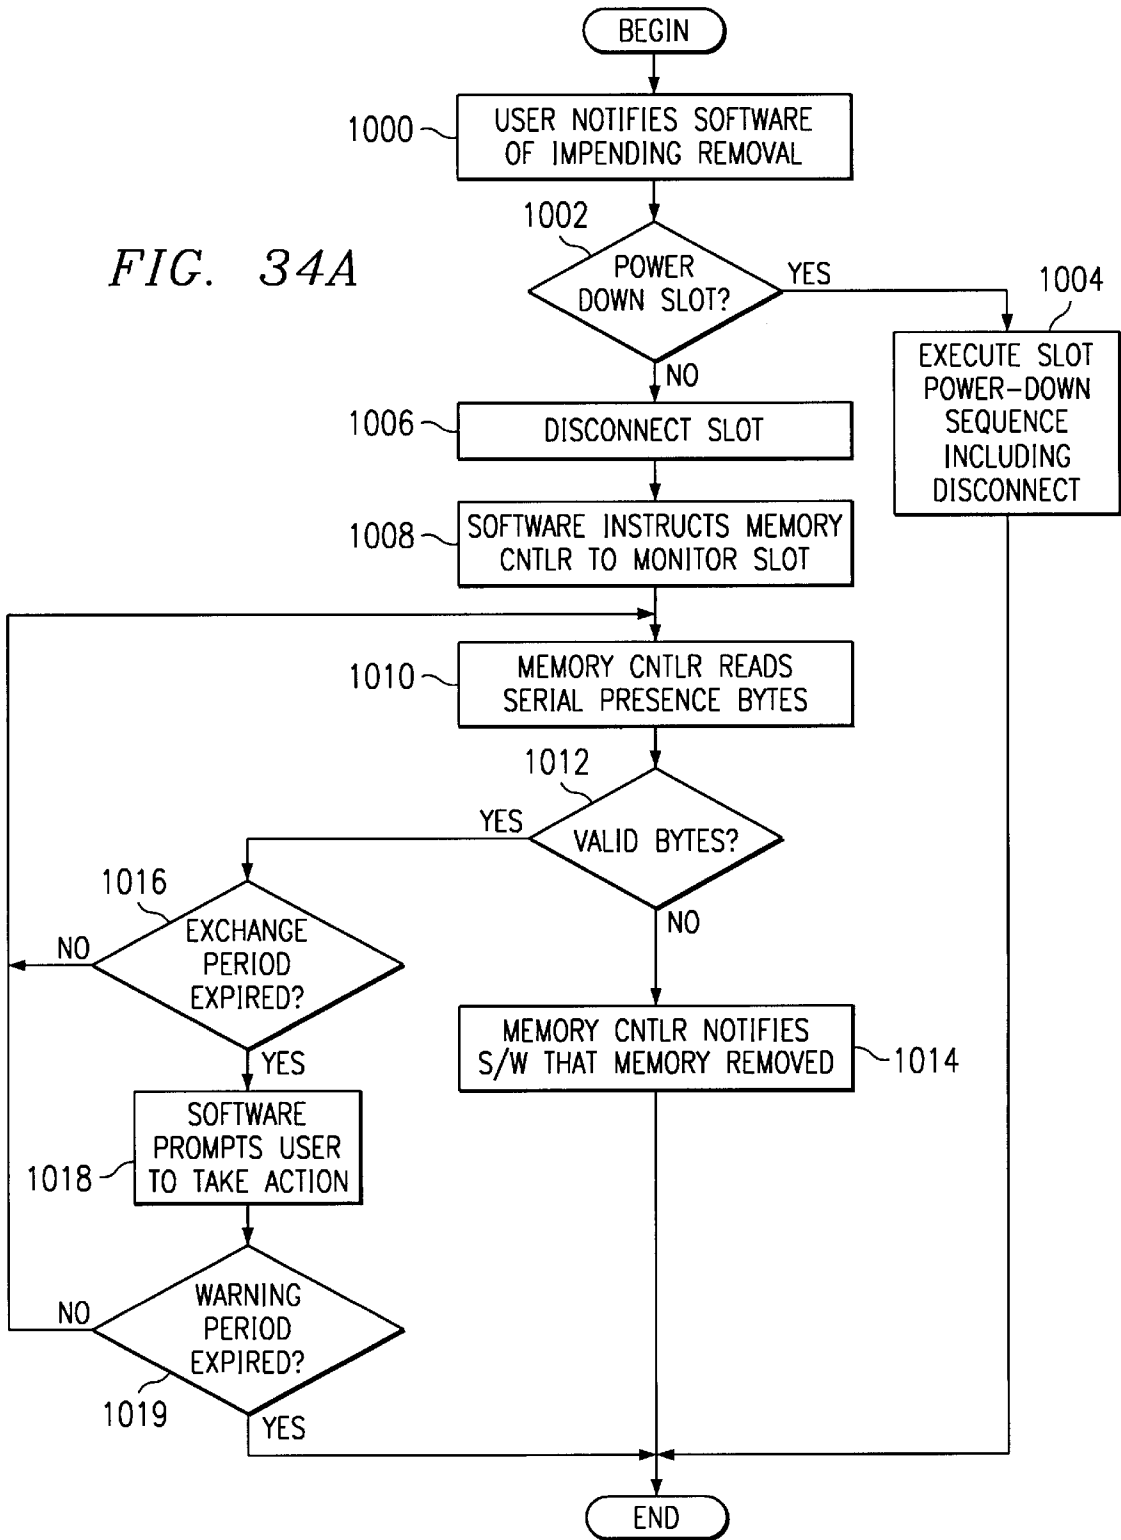 BEGIN
1000
USER NOTIFIES SOFTWARE
OF IMPENDING REMOVAL
FIG. 34A
1002
POWER
DOWN SLOT?
YES
NO
1004
EXECUTE SLOT
POWER-DOWN
SEQUENCE
INCLUDING
DISCONNECT
1006
DISCONNECT SLOT
1008
SOFTWARE INSTRUCTS MEMORY
CNTLR TO MONITOR SLOT
1010
MEMORY CNTLR READS
SERIAL PRESENCE BYTES
1012
VALID BYTES?
YES
NO
1016
EXCHANGE
PERIOD
EXPIRED?
NO
YES
MEMORY CNTLR NOTIFIES
S/W THAT MEMORY REMOVED
1014
1018
SOFTWARE
PROMPTS USER
TO TAKE ACTION
WARNING
PERIOD
EXPIRED?
NO
1019
YES
END